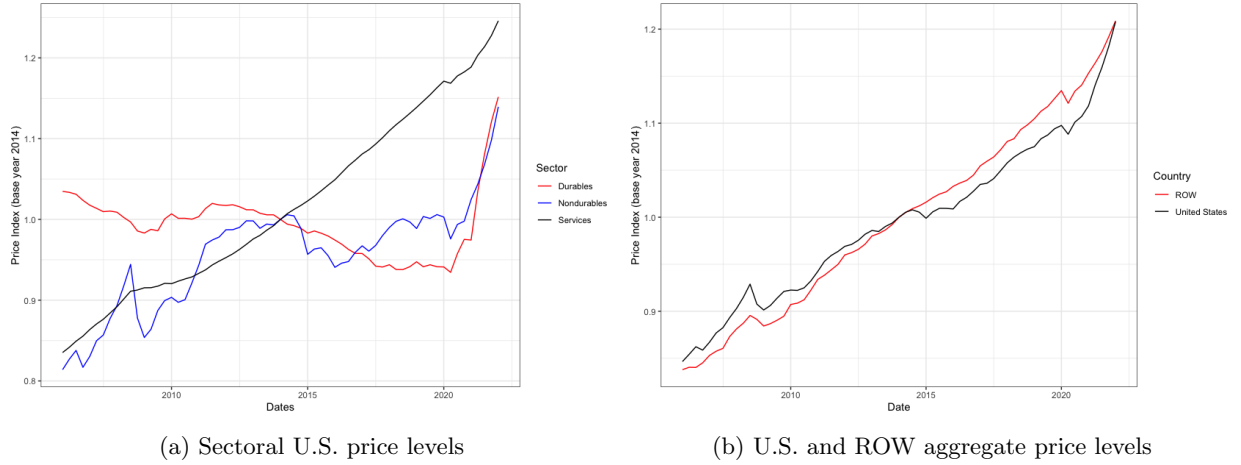 Price Index (base year 2014)
1.2
1.1
1.0
0.9
0.8
2010
2015
2020
Dates
Sector
Durables
Nondurables
Services
(a) Sectoral U.S. price levels
Price Index (base year 2014)
1.2
1.1
1.0
0.9
2010
2015
2020
Date
Country
ROW
United States
(b) U.S. and ROW aggregate price levels